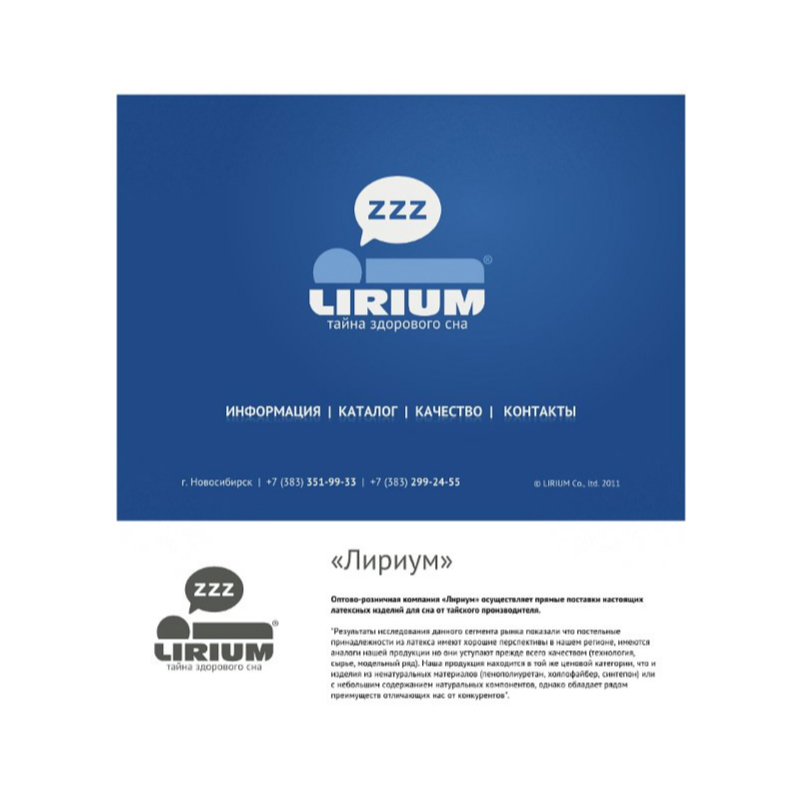 ZZZ
®
LIRIUM
тайна здорового сна
ИНФОРМАЦИЯ | КАТАЛОГ | КАЧЕСТВО | КОНТАКТЫ
г. Новосибирск | +7 (383) 351-99-33 | +7 (383) 299-24-55
© LIRIUM Co., ltd. 2011
«Лириум»
ZZZ
®
LIRIUM
тайна здорового сна
Оптово-розничная компания «Лириум» осуществляет прямые поставки настоящих
латексных изделий для сна от тайского производителя.
"Результаты исследования данного сегмента рынка показали что постельные
принадлежности из латекса имеют хорошие перспективы в нашем регионе, имеются
аналоги нашей продукции но они уступают прежде всего качеством (технология,
сырье, модельный ряд). Наша продукция находится в той же ценовой категории, что и
изделия из ненатуральных материалов (пенополиуретан, холлофайбер, синтепон) или
с небольшим содержанием натуральных компонентов, однако обладает рядом
преимуществ отличающих нас от конкурентов".